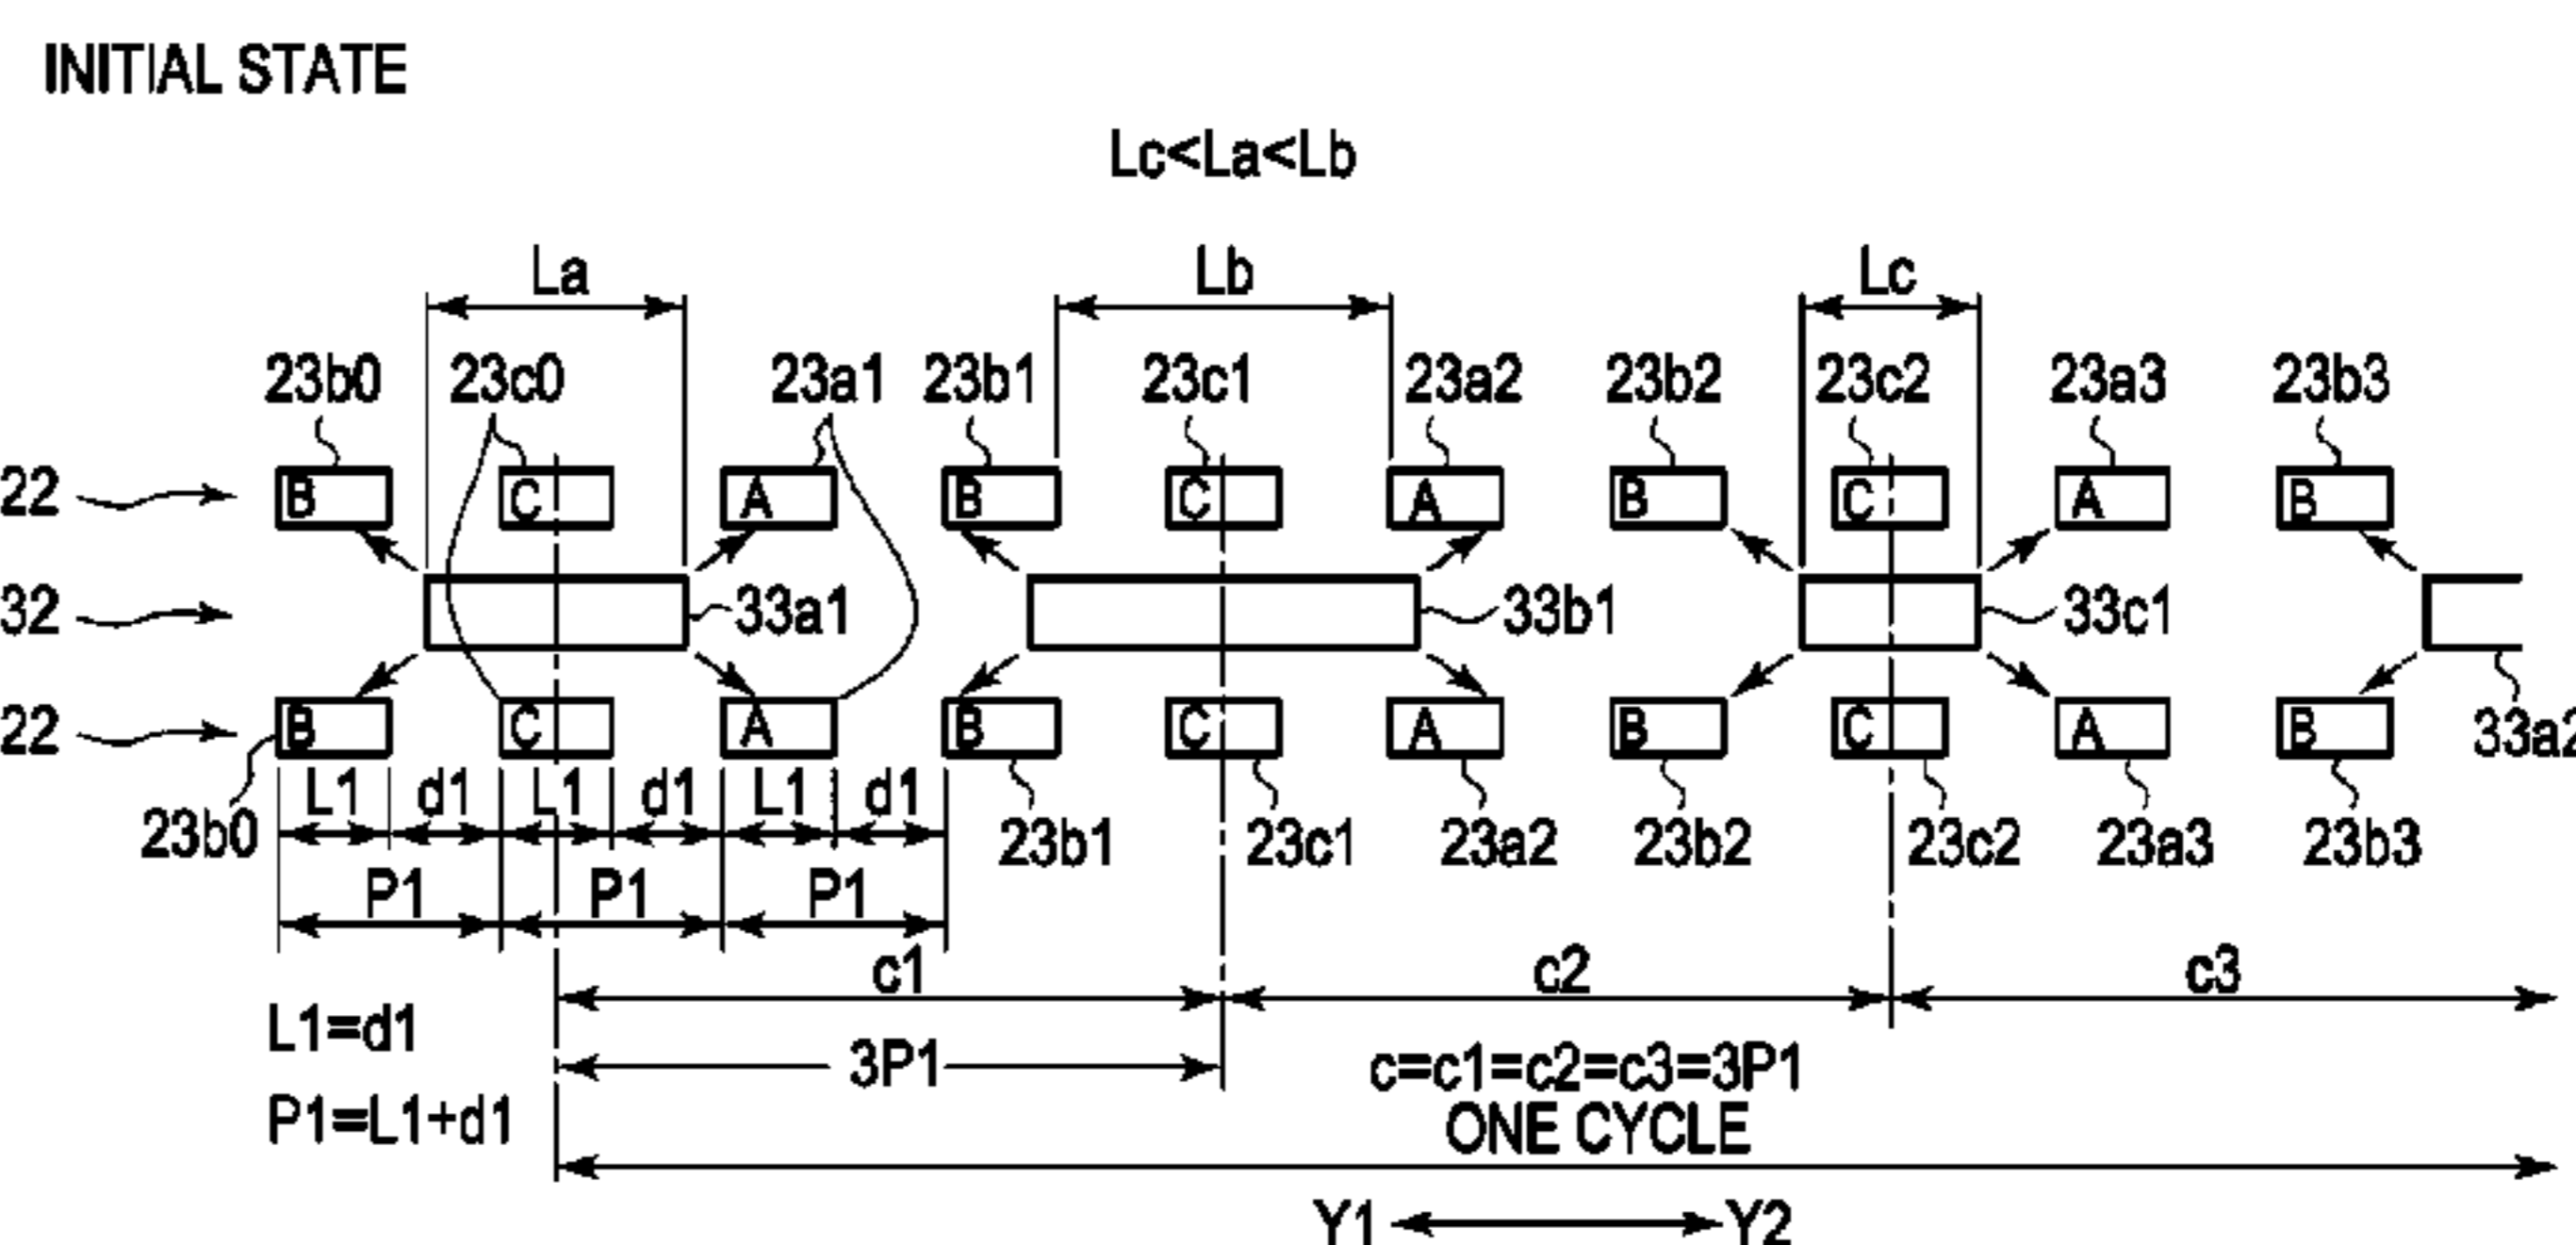 INITIAL STATE
Lc<La<Lb
La Lb Lc
23b0 23c0 23a1 23b1 23c1 23a2 23b2 23c2 23a3 23b3
22 B C A B C A B C A B
32 33a1 33b1 33c1
22 B C A B C A B C A B 33a2
L1 d1 L1 d1 L1 d1
23b0 23b1 23c1 23a2 23b2 23c2 23a3 23b3
P1 P1 P1
c1 c2 c3
L1=d1
3P1 c=c1=c2=c3=3P1
P1=L1+d1 ONE CYCLE
Y1 Y2